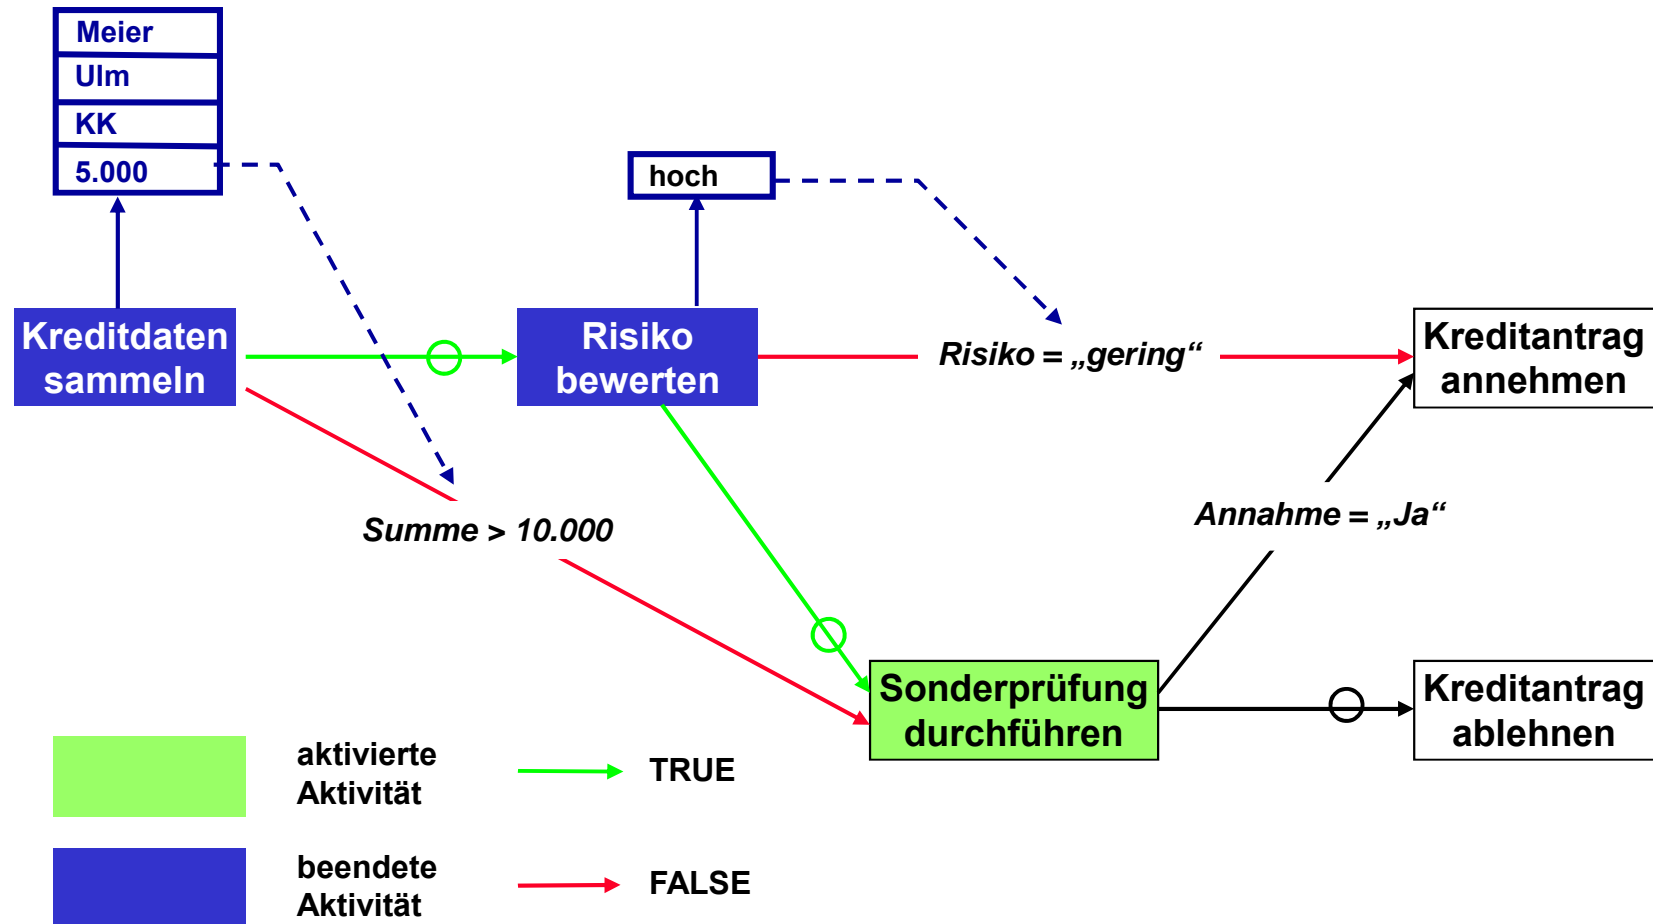 Meier
Ulm
KK
5.000
hoch
Kreditdaten
sammeln
Risiko
bewerten
Risiko = „gering“
Kreditantrag
annehmen
Summe > 10.000
Annahme = „Ja“
Sonderprüfung
durchführen
Kreditantrag
ablehnen
aktivierte
Aktivität
TRUE
beendete
Aktivität
FALSE